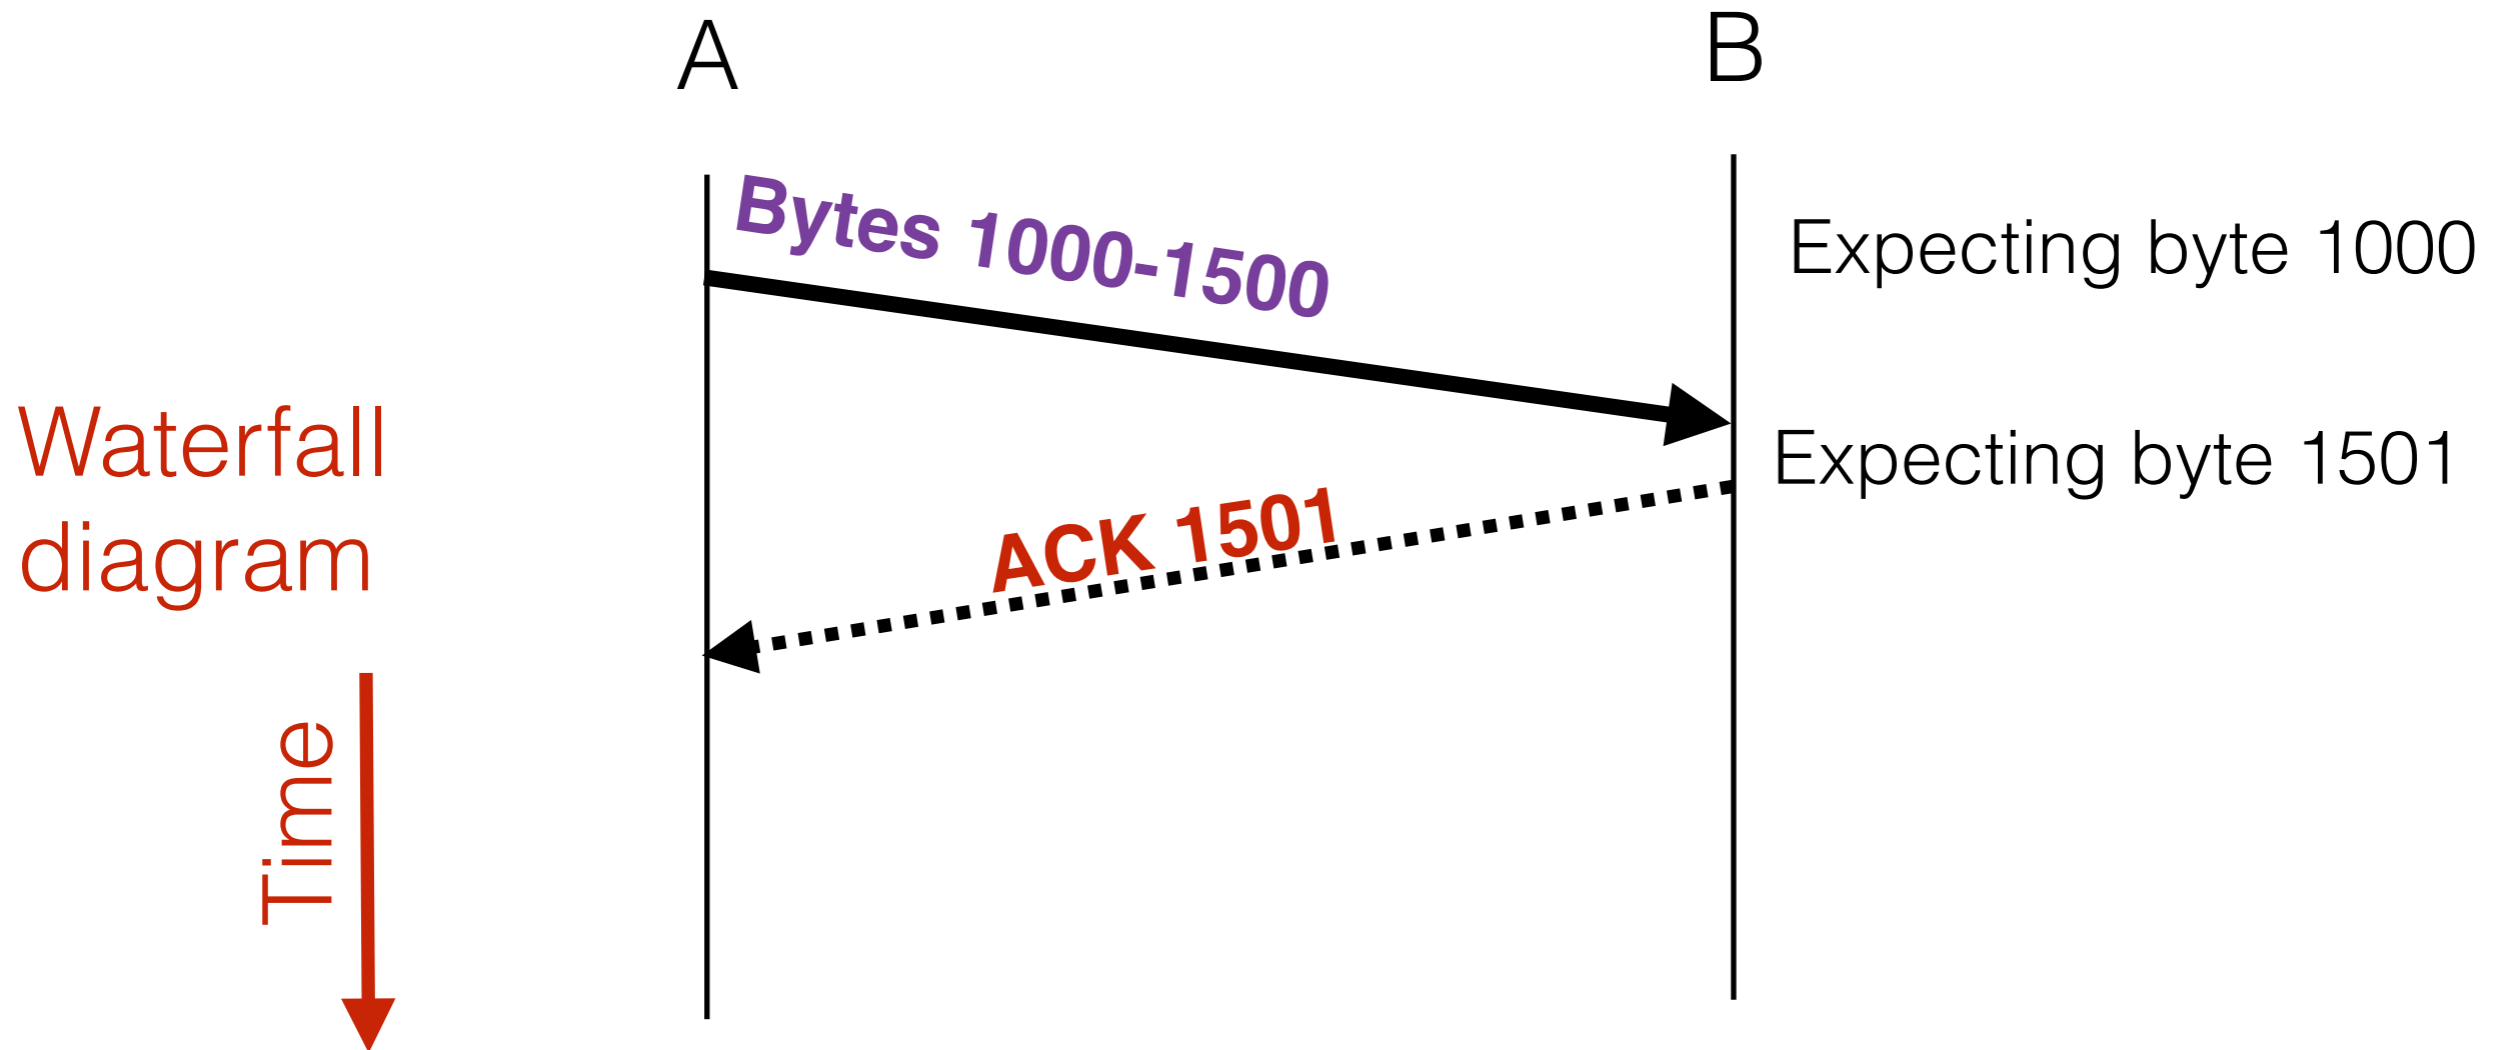 A
B
Bytes 1000-1500
Expecting byte 1000
Waterfall
diagram
Expecting byte 1501
ACK 1501
Time